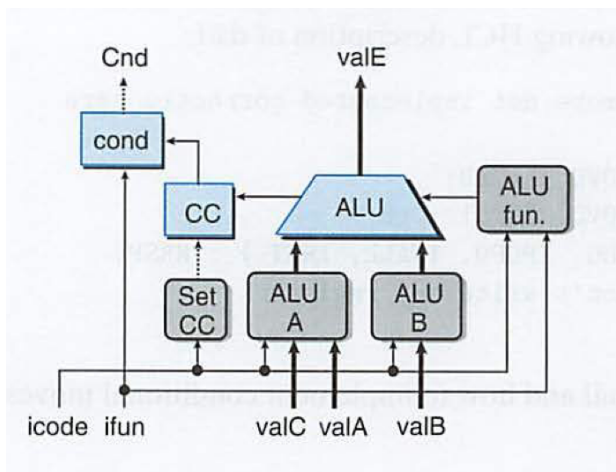 Cnd
valE
cond
CC
ALU
ALU
fun.
Set
CC
ALU
A
ALU
B
icode
ifun
valC
valA
valB